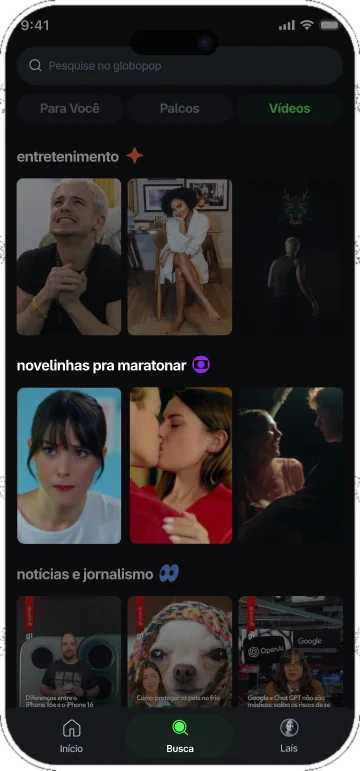 9:41
Pesquise no globopop
Para Você
Palcos
Vídeos
entretenimento
novelinhas pra maratonar
notícias e jornalismo
g1
g1
g1
OpenAI
Google
Diferenças entre o
iPhone 16e e o iPhone 16
Como proteger os pets no frio
Google e Chat GPT não são
médicos: saiba os riscos de se
Início
Busca
Laís